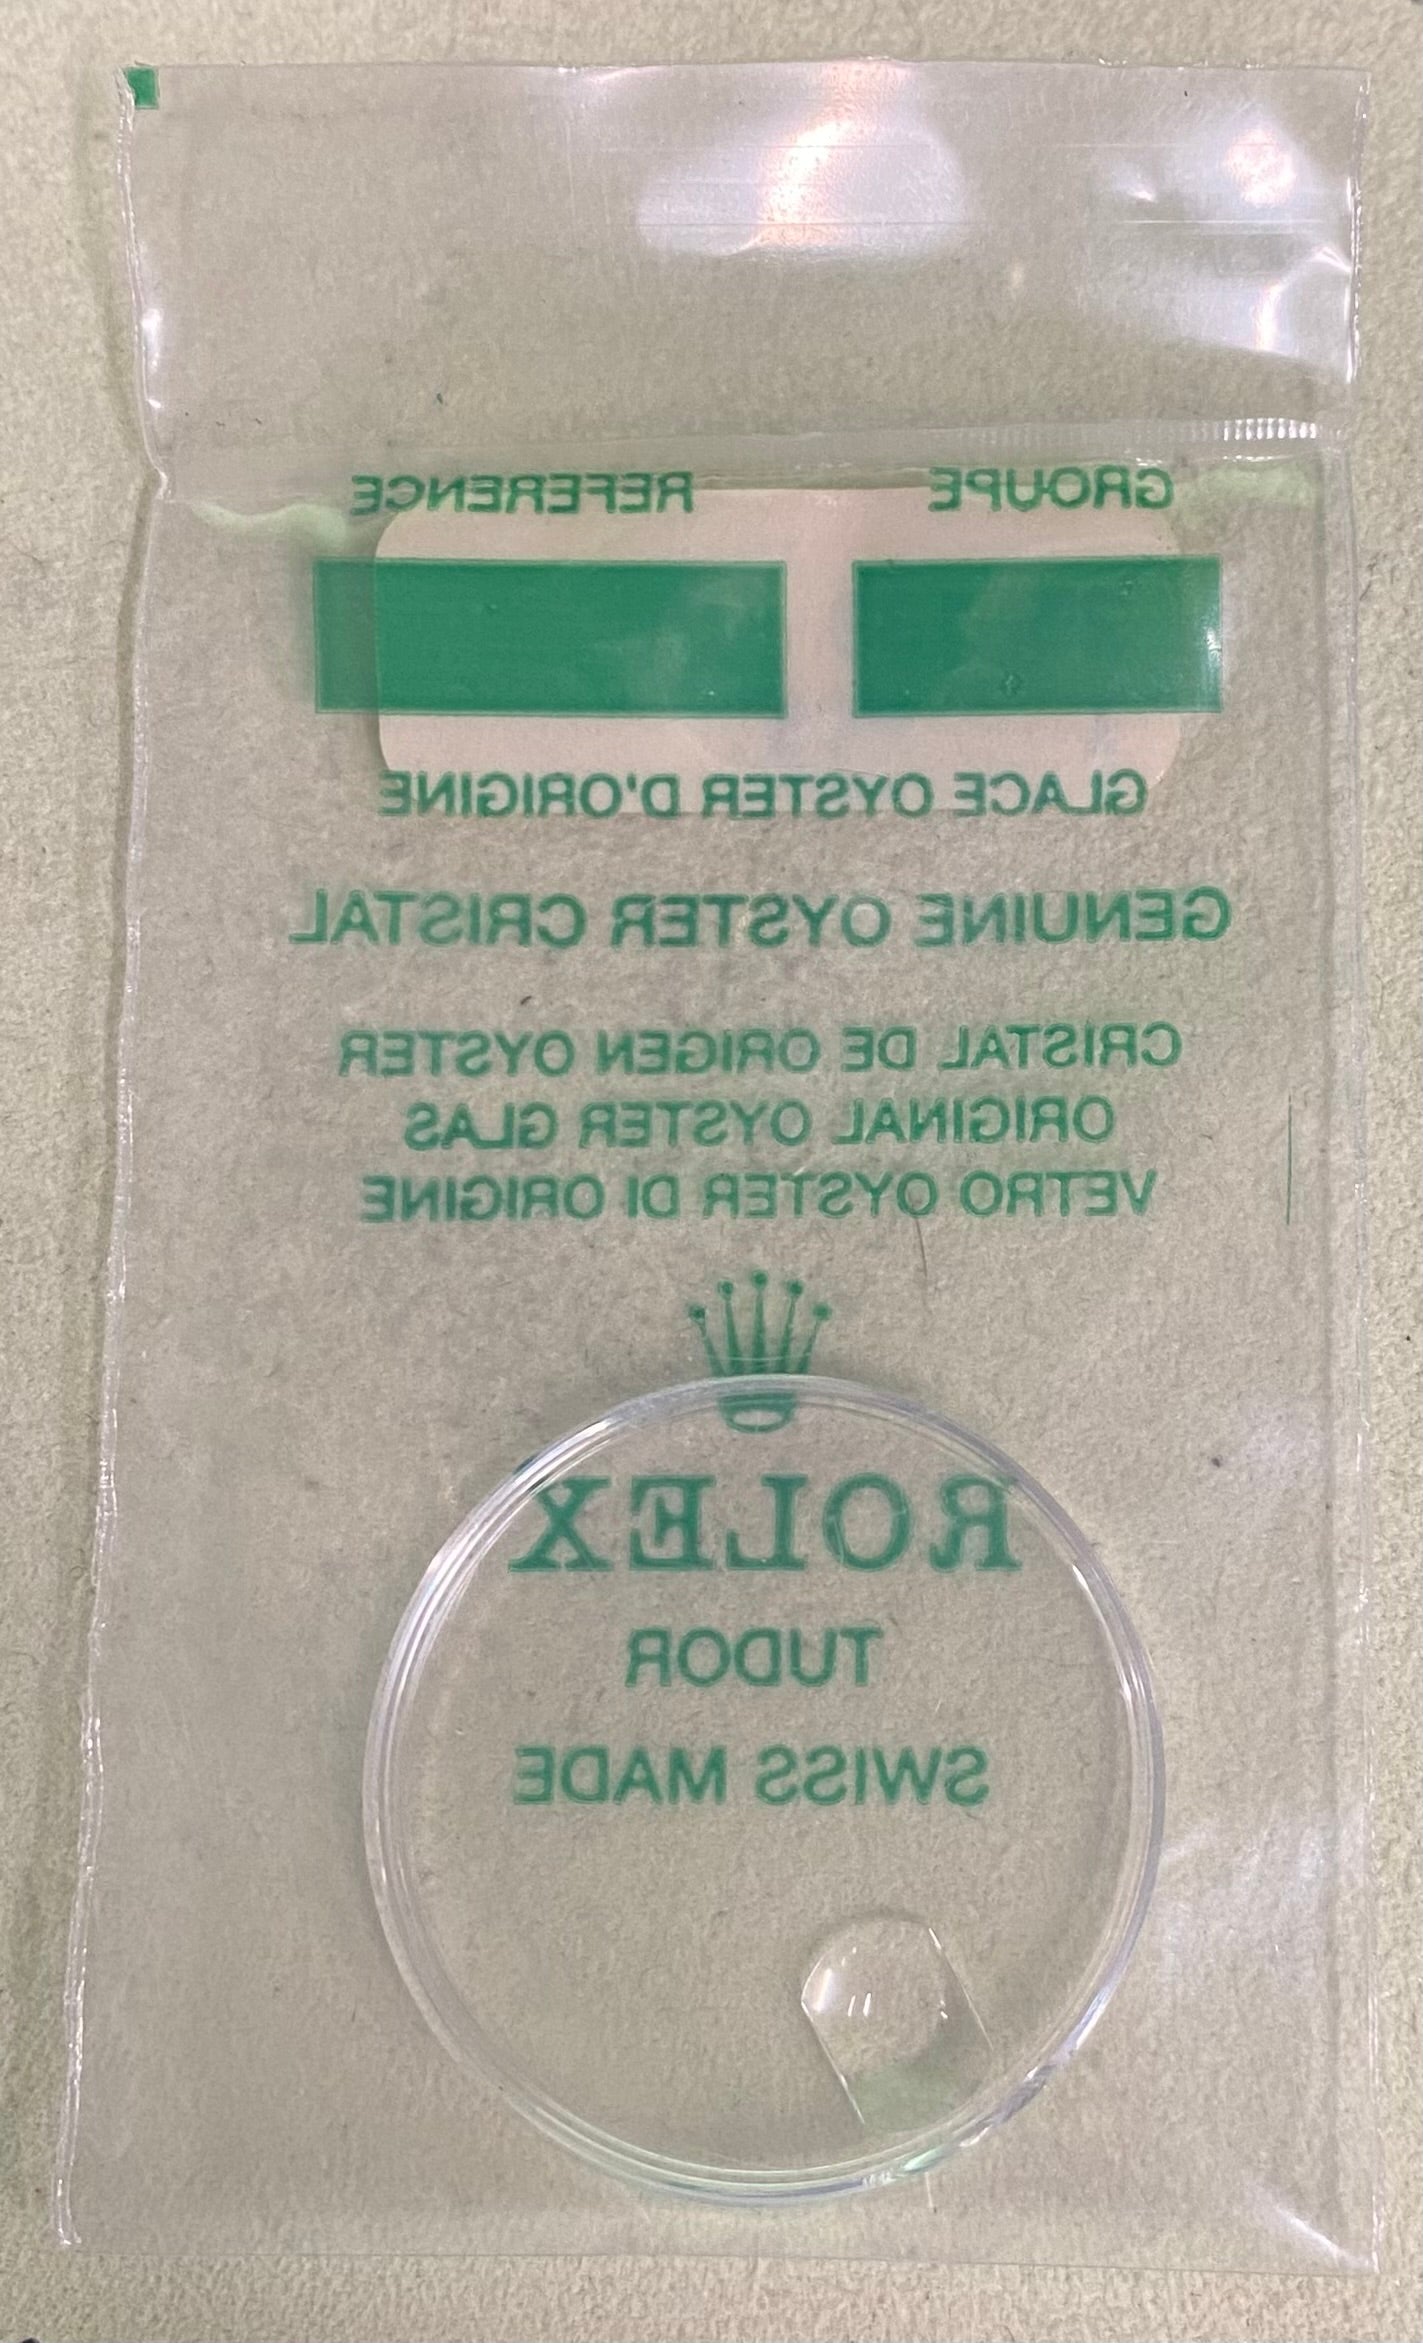 GROUPE REFERENCE
GLACE OYSTER D'ORIGINE
GENUINE OYSTER CRISTAL
CRISTAL DE ORIGEN OYSTER
ORIGINAL OYSTER GLAS
VETRO OYSTER DI ORIGINE
ROLEX
TUDOR
SWISS MADE